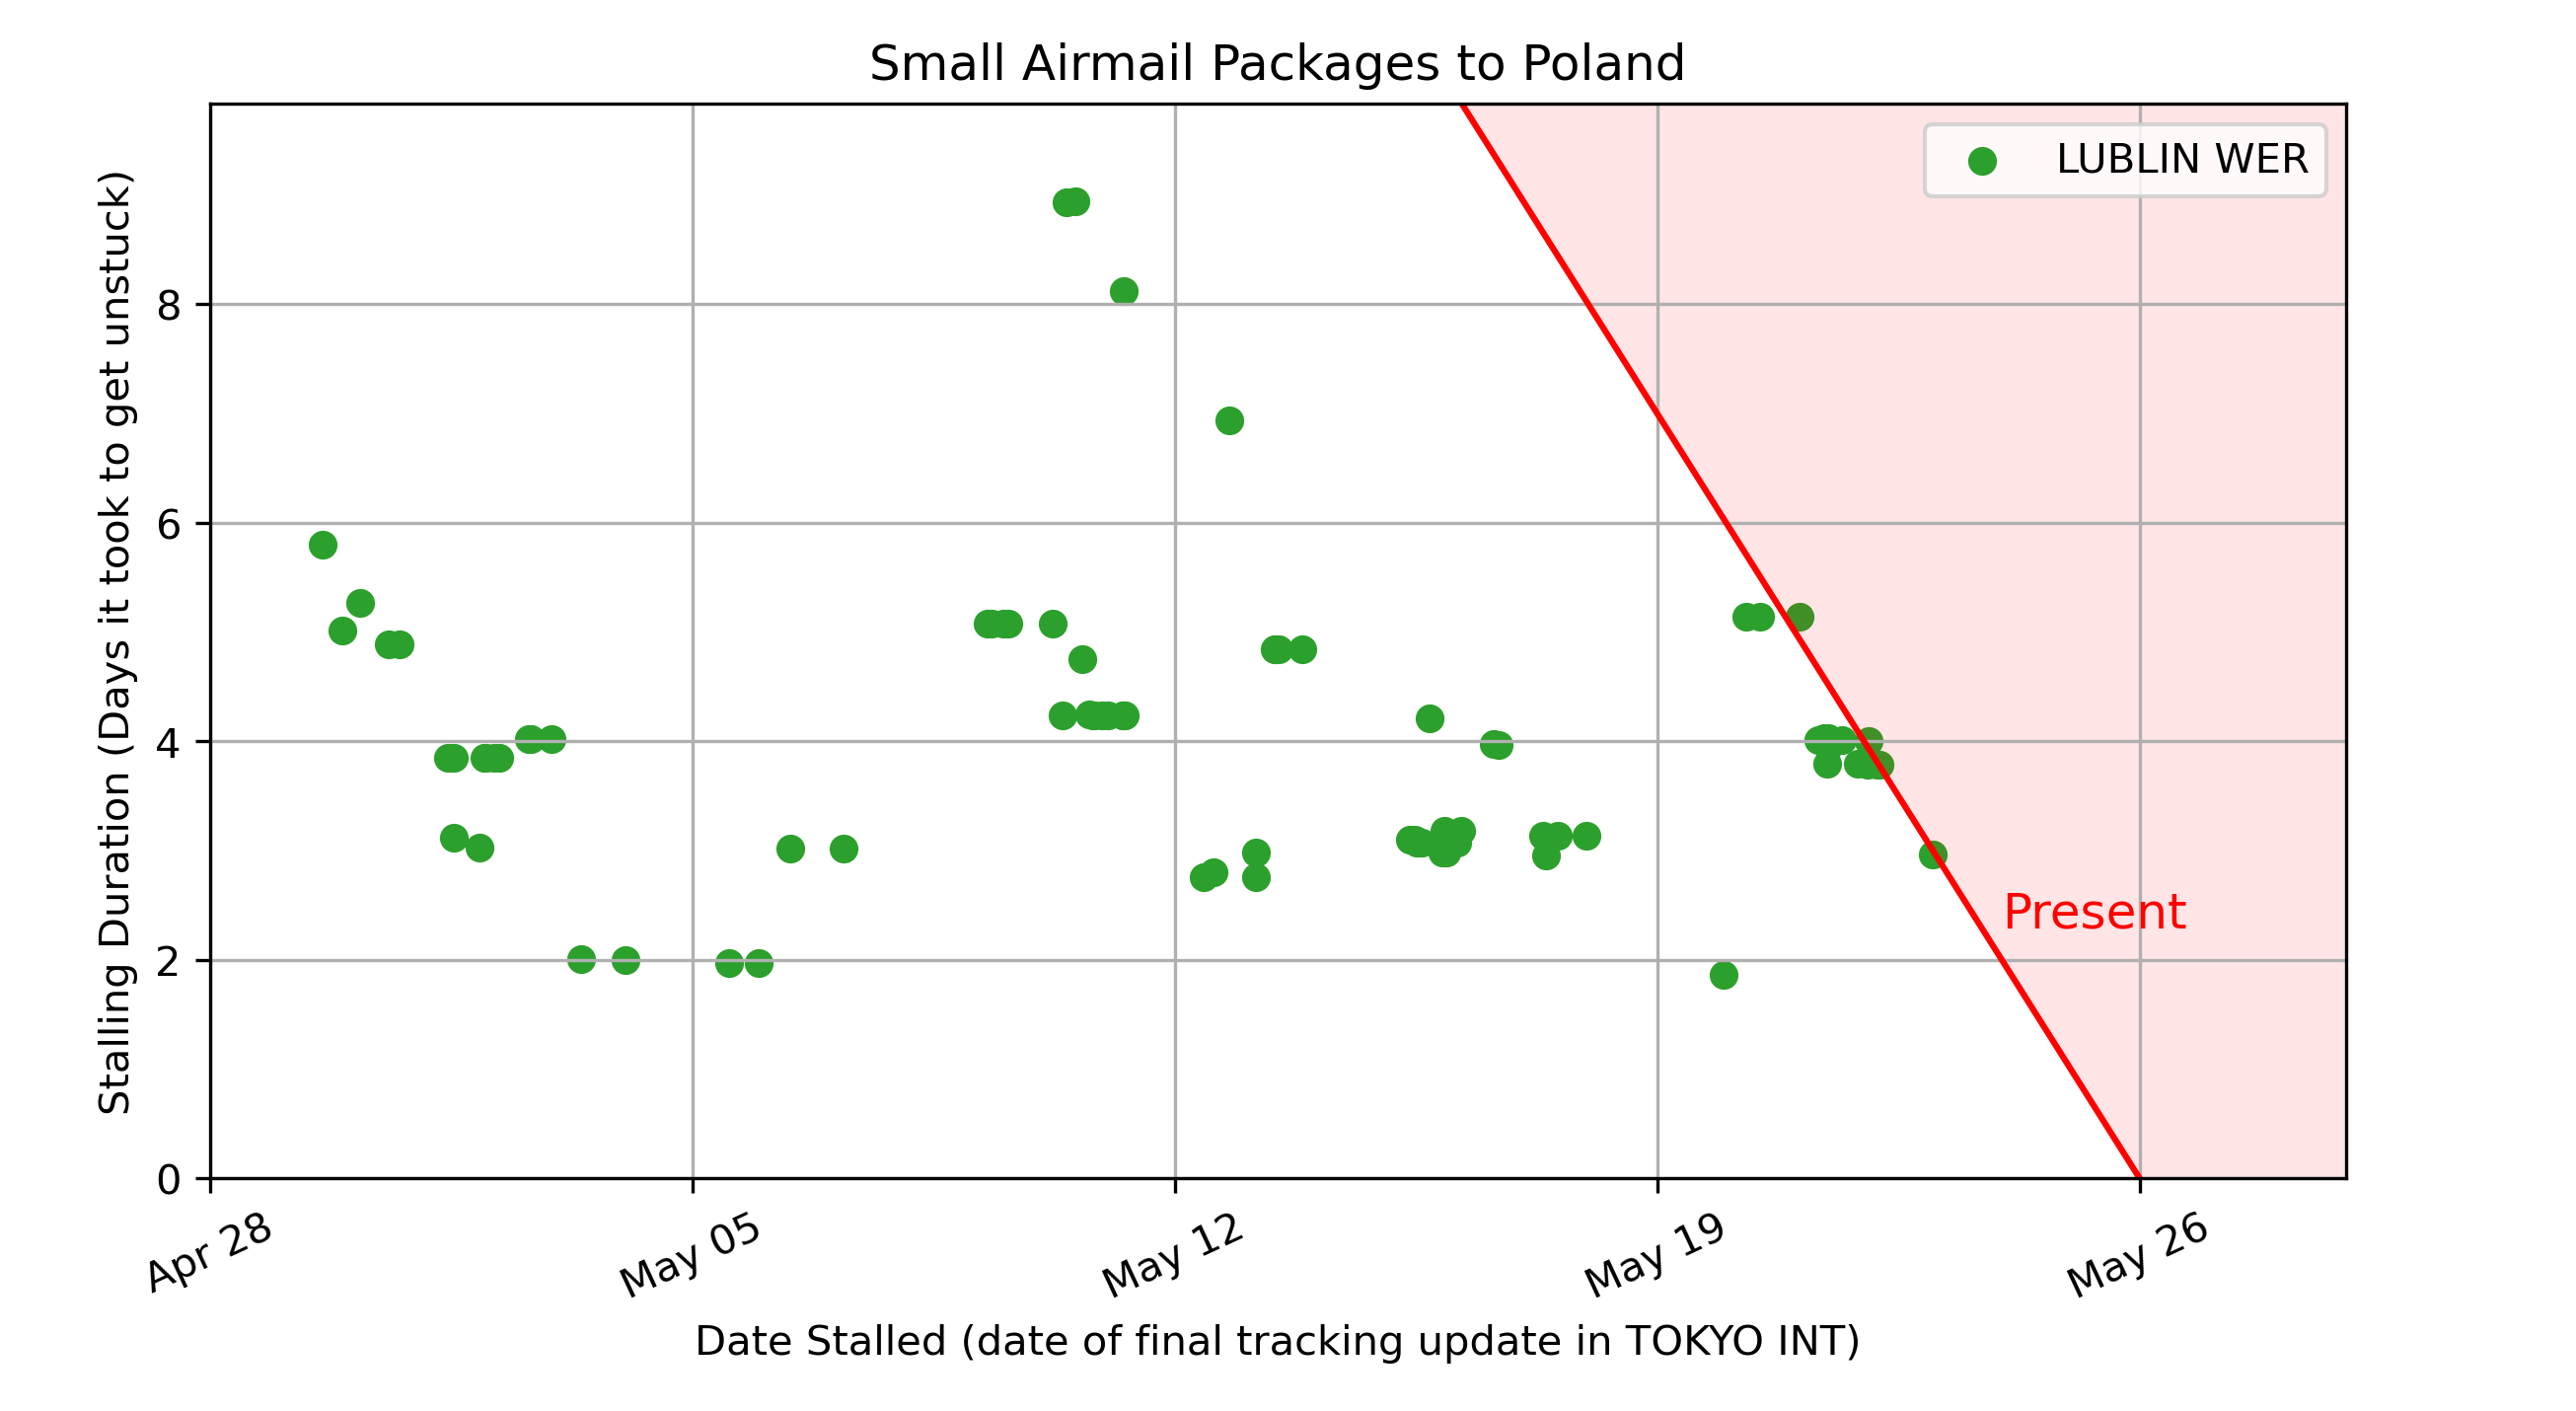 Small Airmail Packages to Poland
LUBLIN WER
Stalling Duration (Days it took to get unstuck)
8
6
4
2
0
Present
Apr 28
May 05
May 12
May 19
May 26
Date Stalled (date of final tracking update in TOKYO INT)